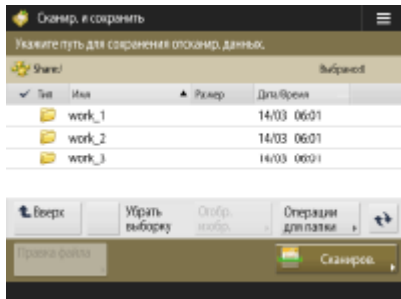 Сканир. и сохранить
Укажите путь для сохранения отсканир. данных.
Share:/ Выбрано:0
Тип Имя Размер Дата/Время
work_1 14/03 06:01
work_2 14/03 06:01
work_3 14/03 06:01
Вверх Убрать выборку Отобр. изобр. Операции для папки
Правка файла Сканиров.